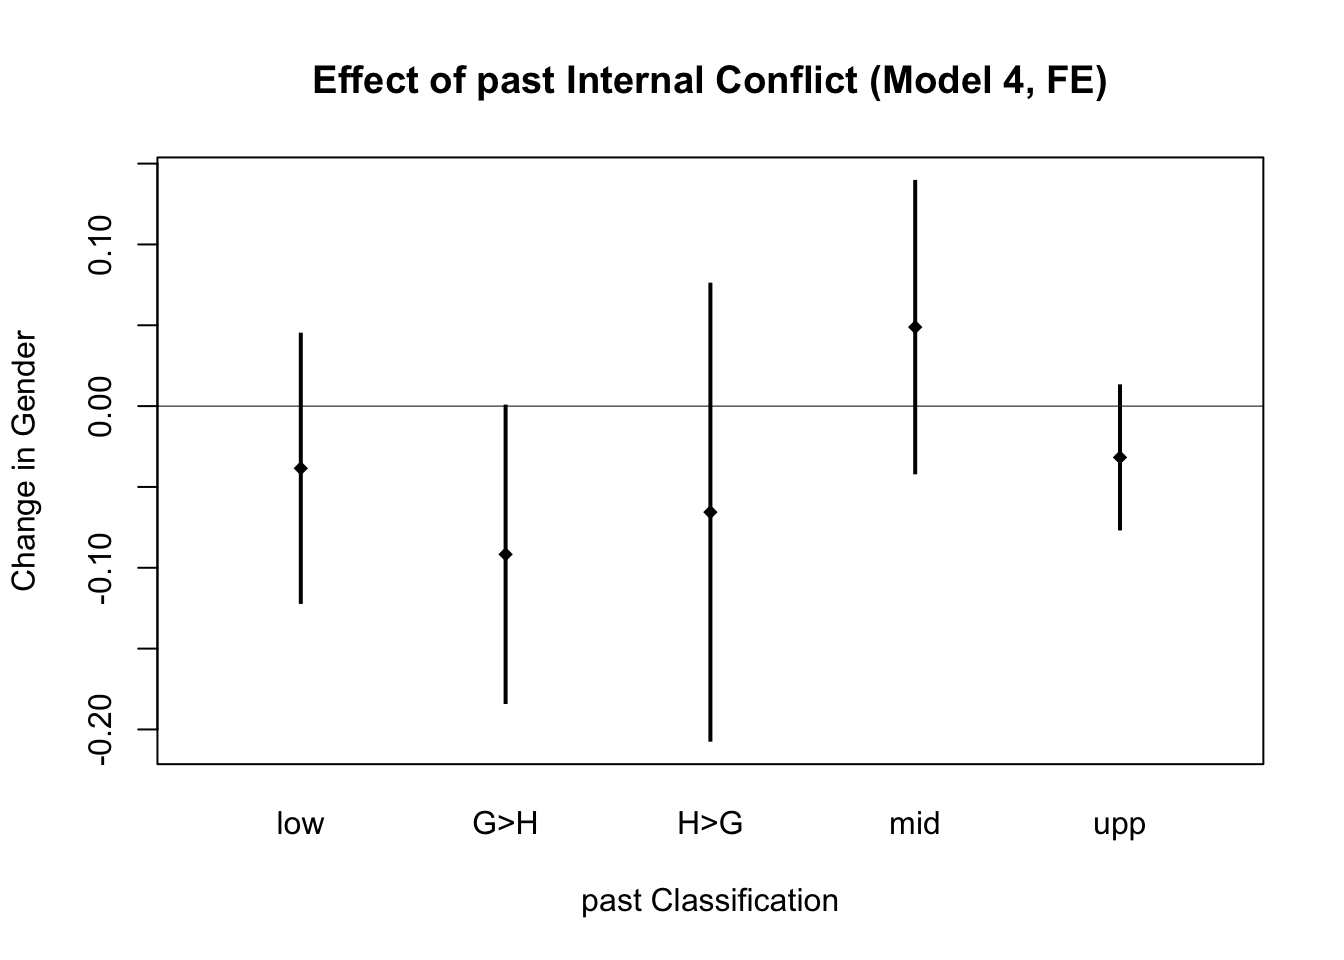 Effect of past Internal Conflict (Model 4, FE)
Change in Gender
0.10
0.00
-0.10
-0.20
low G>H H>G mid upp
past Classification